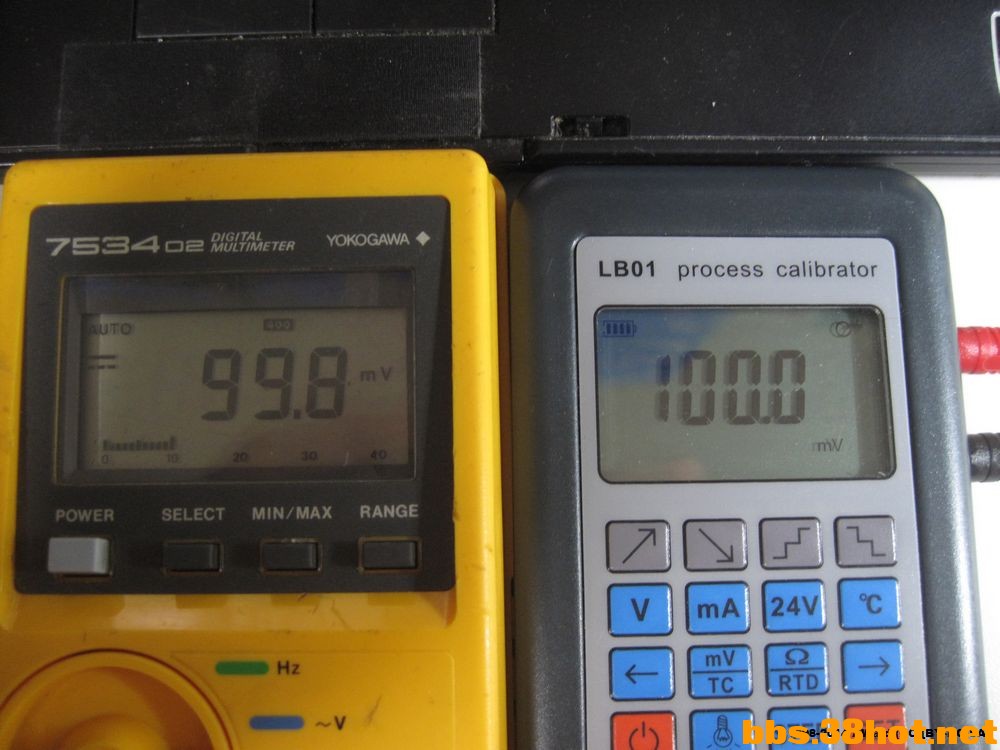 7534 02 DIGITAL MULTIMETER YOKOGAWA
AUTO 400
99.8 mV
0 10 20 30 40
POWER SELECT MIN/MAX RANGE
Hz
~V
LB01 process calibrator
100.0
mV
V mA 24V °C
← mV TC Ω RTD →
bbs.38hot.net